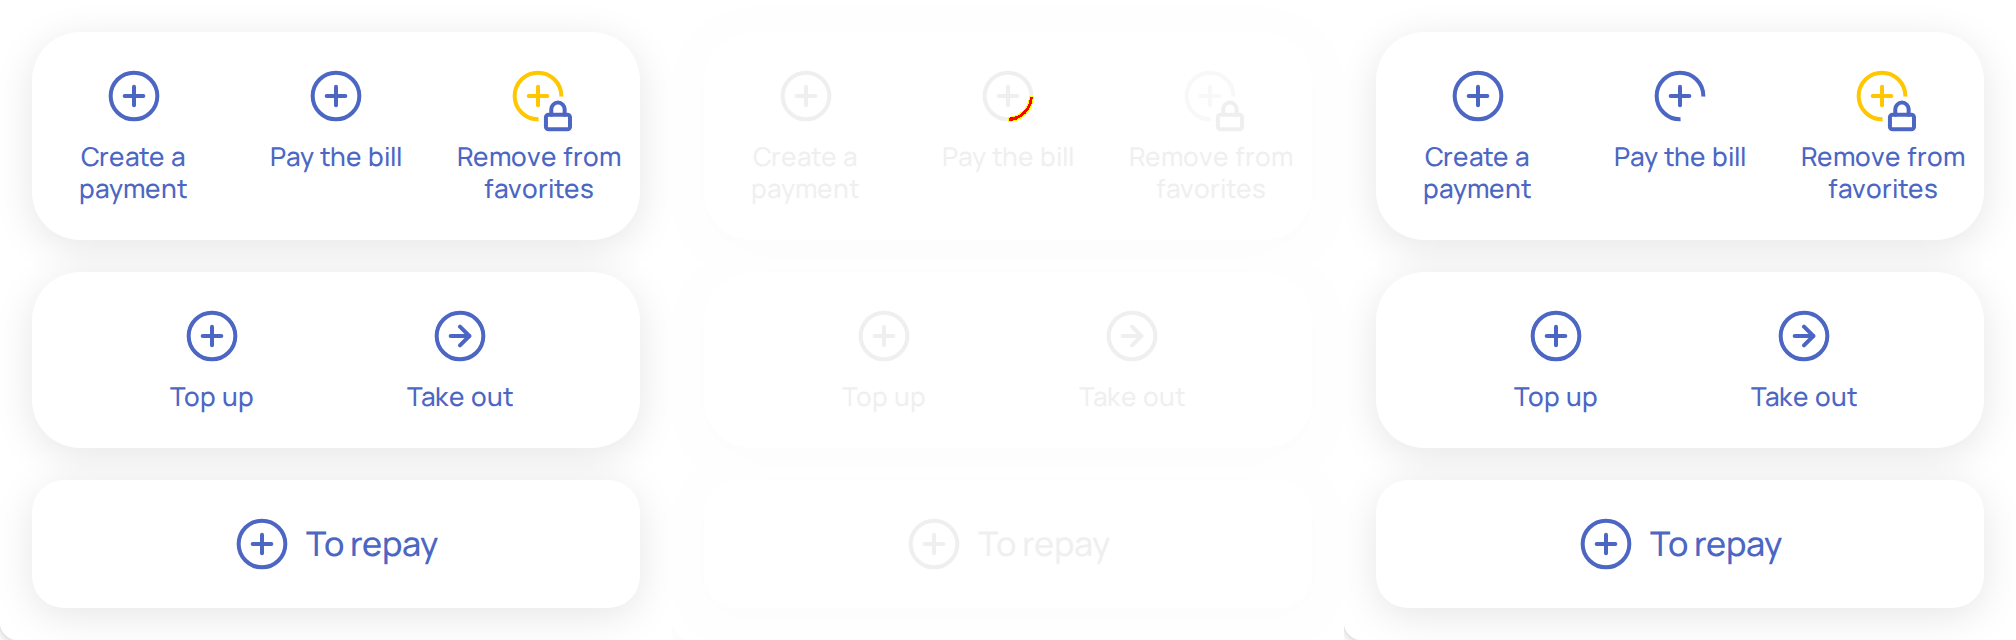 Create a
payment
Pay the bill
Remove from
favorites
Top up
Take out
To repay
Create a
payment
Pay the bill
Remove from
favorites
Top up
Take out
To repay
Create a
payment
Pay the bill
Remove from
favorites
Top up
Take out
To repay